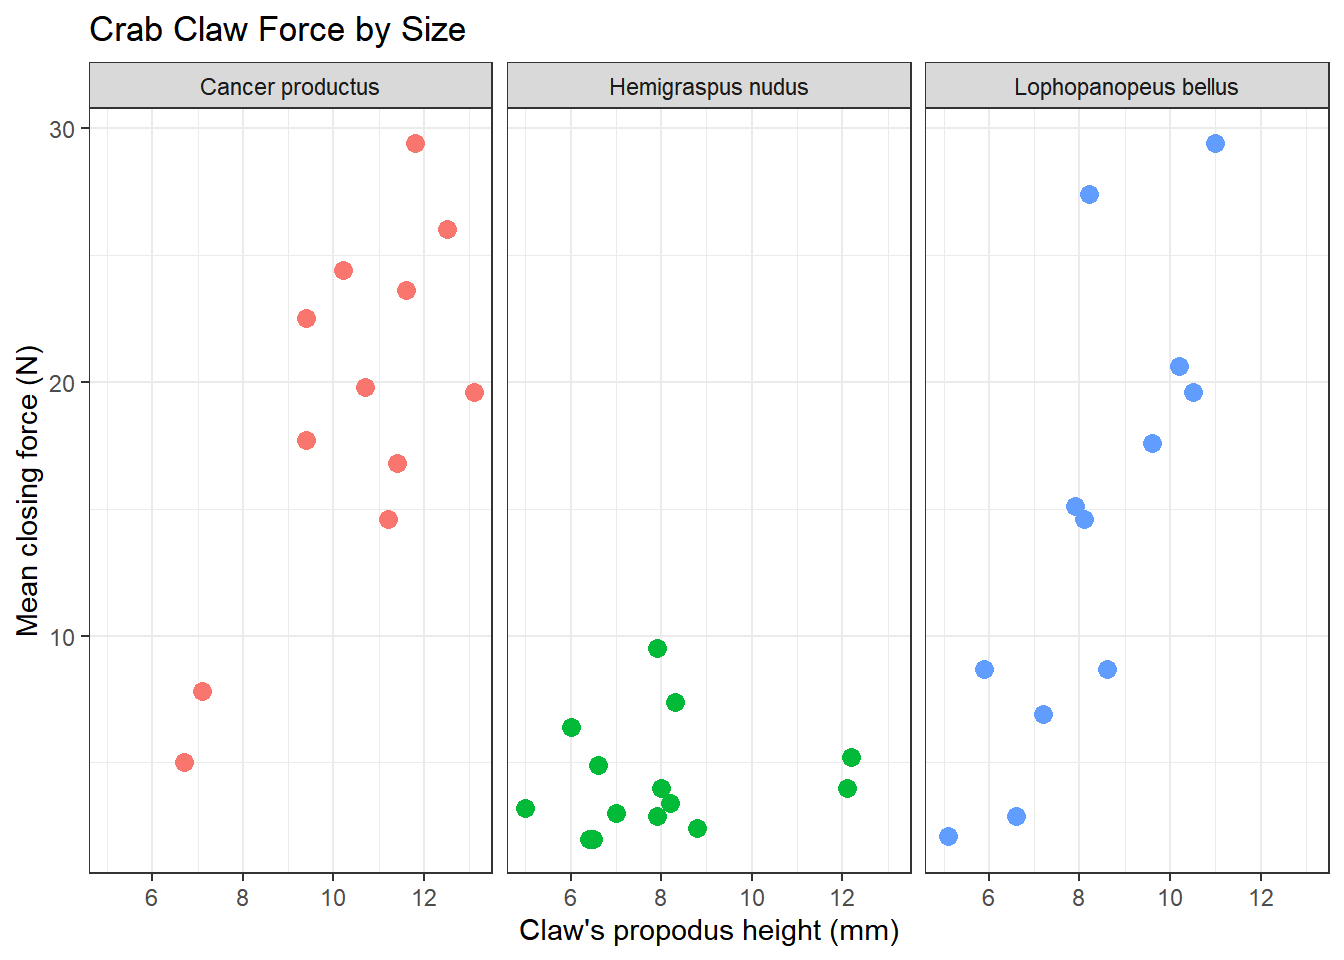 Crab Claw Force by Size
Cancer productus
Hemigraspus nudus
Lophopanopeus bellus
Mean closing force (N)
30
20
10
6 8 10 12
6 8 10 12
6 8 10 12
Claw's propodus height (mm)